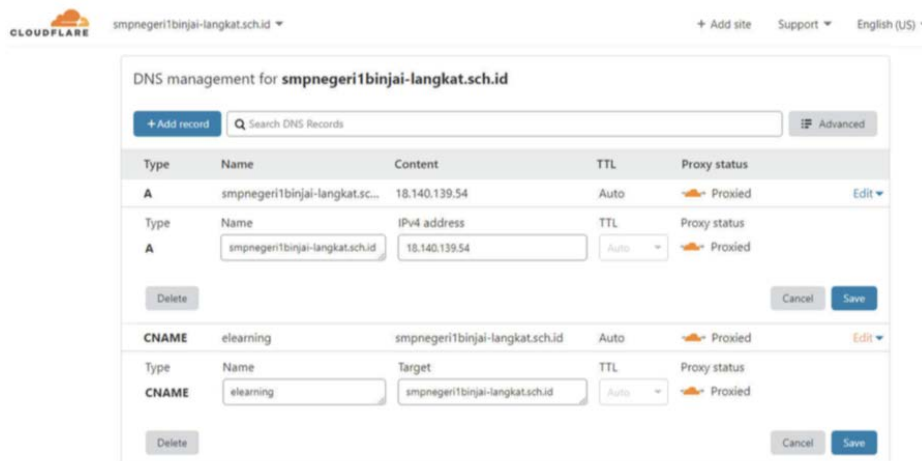 CLOUDFLARE smpnegeri1binjai-langkat.sch.id + Add site Support English (US)
DNS management for smpnegeri1binjai-langkat.sch.id
+ Add record Search DNS Records Advanced
Type Name Content TTL Proxy status
A smpnegeri1binjai-langkat.sc... 18.140.139.54 Auto Proxied Edit
Type Name IPv4 address TTL Proxy status
A smpnegeri1binjai-langkat.sch.id 18.140.139.54 Auto Proxied
Delete Cancel Save
CNAME elearning smpnegeri1binjai-langkat.sch.id Auto Proxied Edit
Type Name Target TTL Proxy status
CNAME elearning smpnegeri1binjai-langkat.sch.id Auto Proxied
Delete Cancel Save